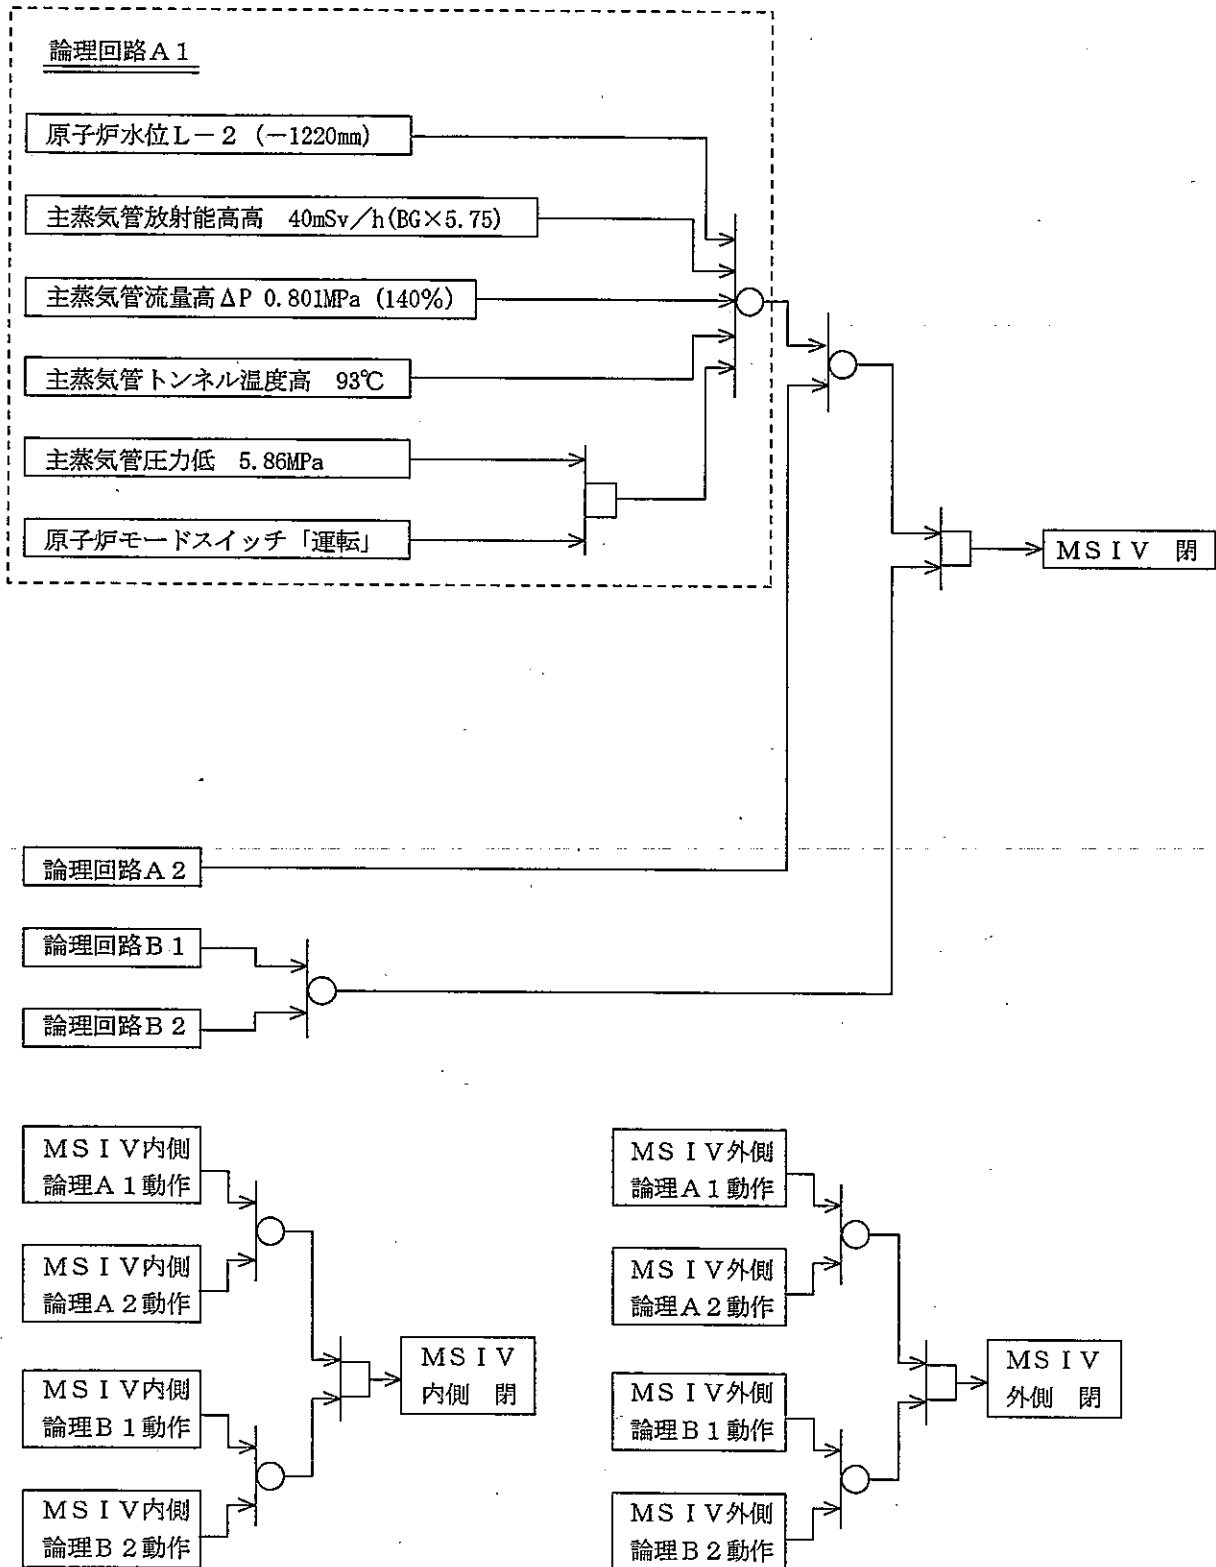 論理回路A1
原子炉水位L-2 (-1220mm)
主蒸気管放射能高高 40mSv/h(BG×5.75)
主蒸気管流量高ΔP 0.801MPa (140%)
主蒸気管トンネル温度高 93℃
主蒸気管圧力低 5.86MPa
原子炉モードスイッチ「運転」
MSIV 閉
論理回路A2
論理回路B1
論理回路B2
MSIV内側
論理A1動作
MSIV内側
論理A2動作
MSIV内側
論理B1動作
MSIV内側
論理B2動作
MSIV
内側 閉
MSIV外側
論理A1動作
MSIV外側
論理A2動作
MSIV外側
論理B1動作
MSIV外側
論理B2動作
MSIV
外側 閉